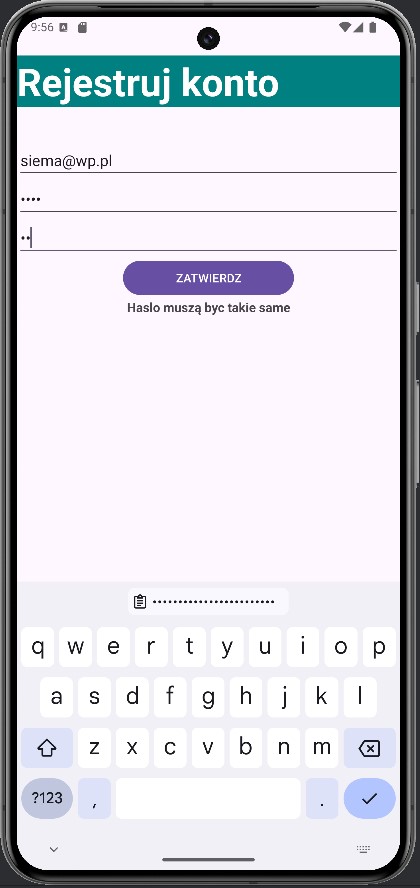 9:56
Rejestruj konto
siema@wp.pl
••••
••
ZATWIERDZ
Haslo muszą byc takie same
•••••••••••••••••••••••
q w e r t y u i o p
a s d f g h j k l
z x c v b n m
?123 , .